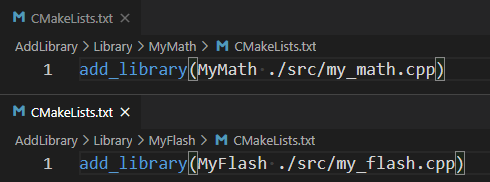 CMakeLists.txt
AddLibrary > Library > MyMath > CMakeLists.txt
1 add_library(MyMath ./src/my_math.cpp)
CMakeLists.txt
AddLibrary > Library > MyFlash > CMakeLists.txt
1 add_library(MyFlash ./src/my_flash.cpp)